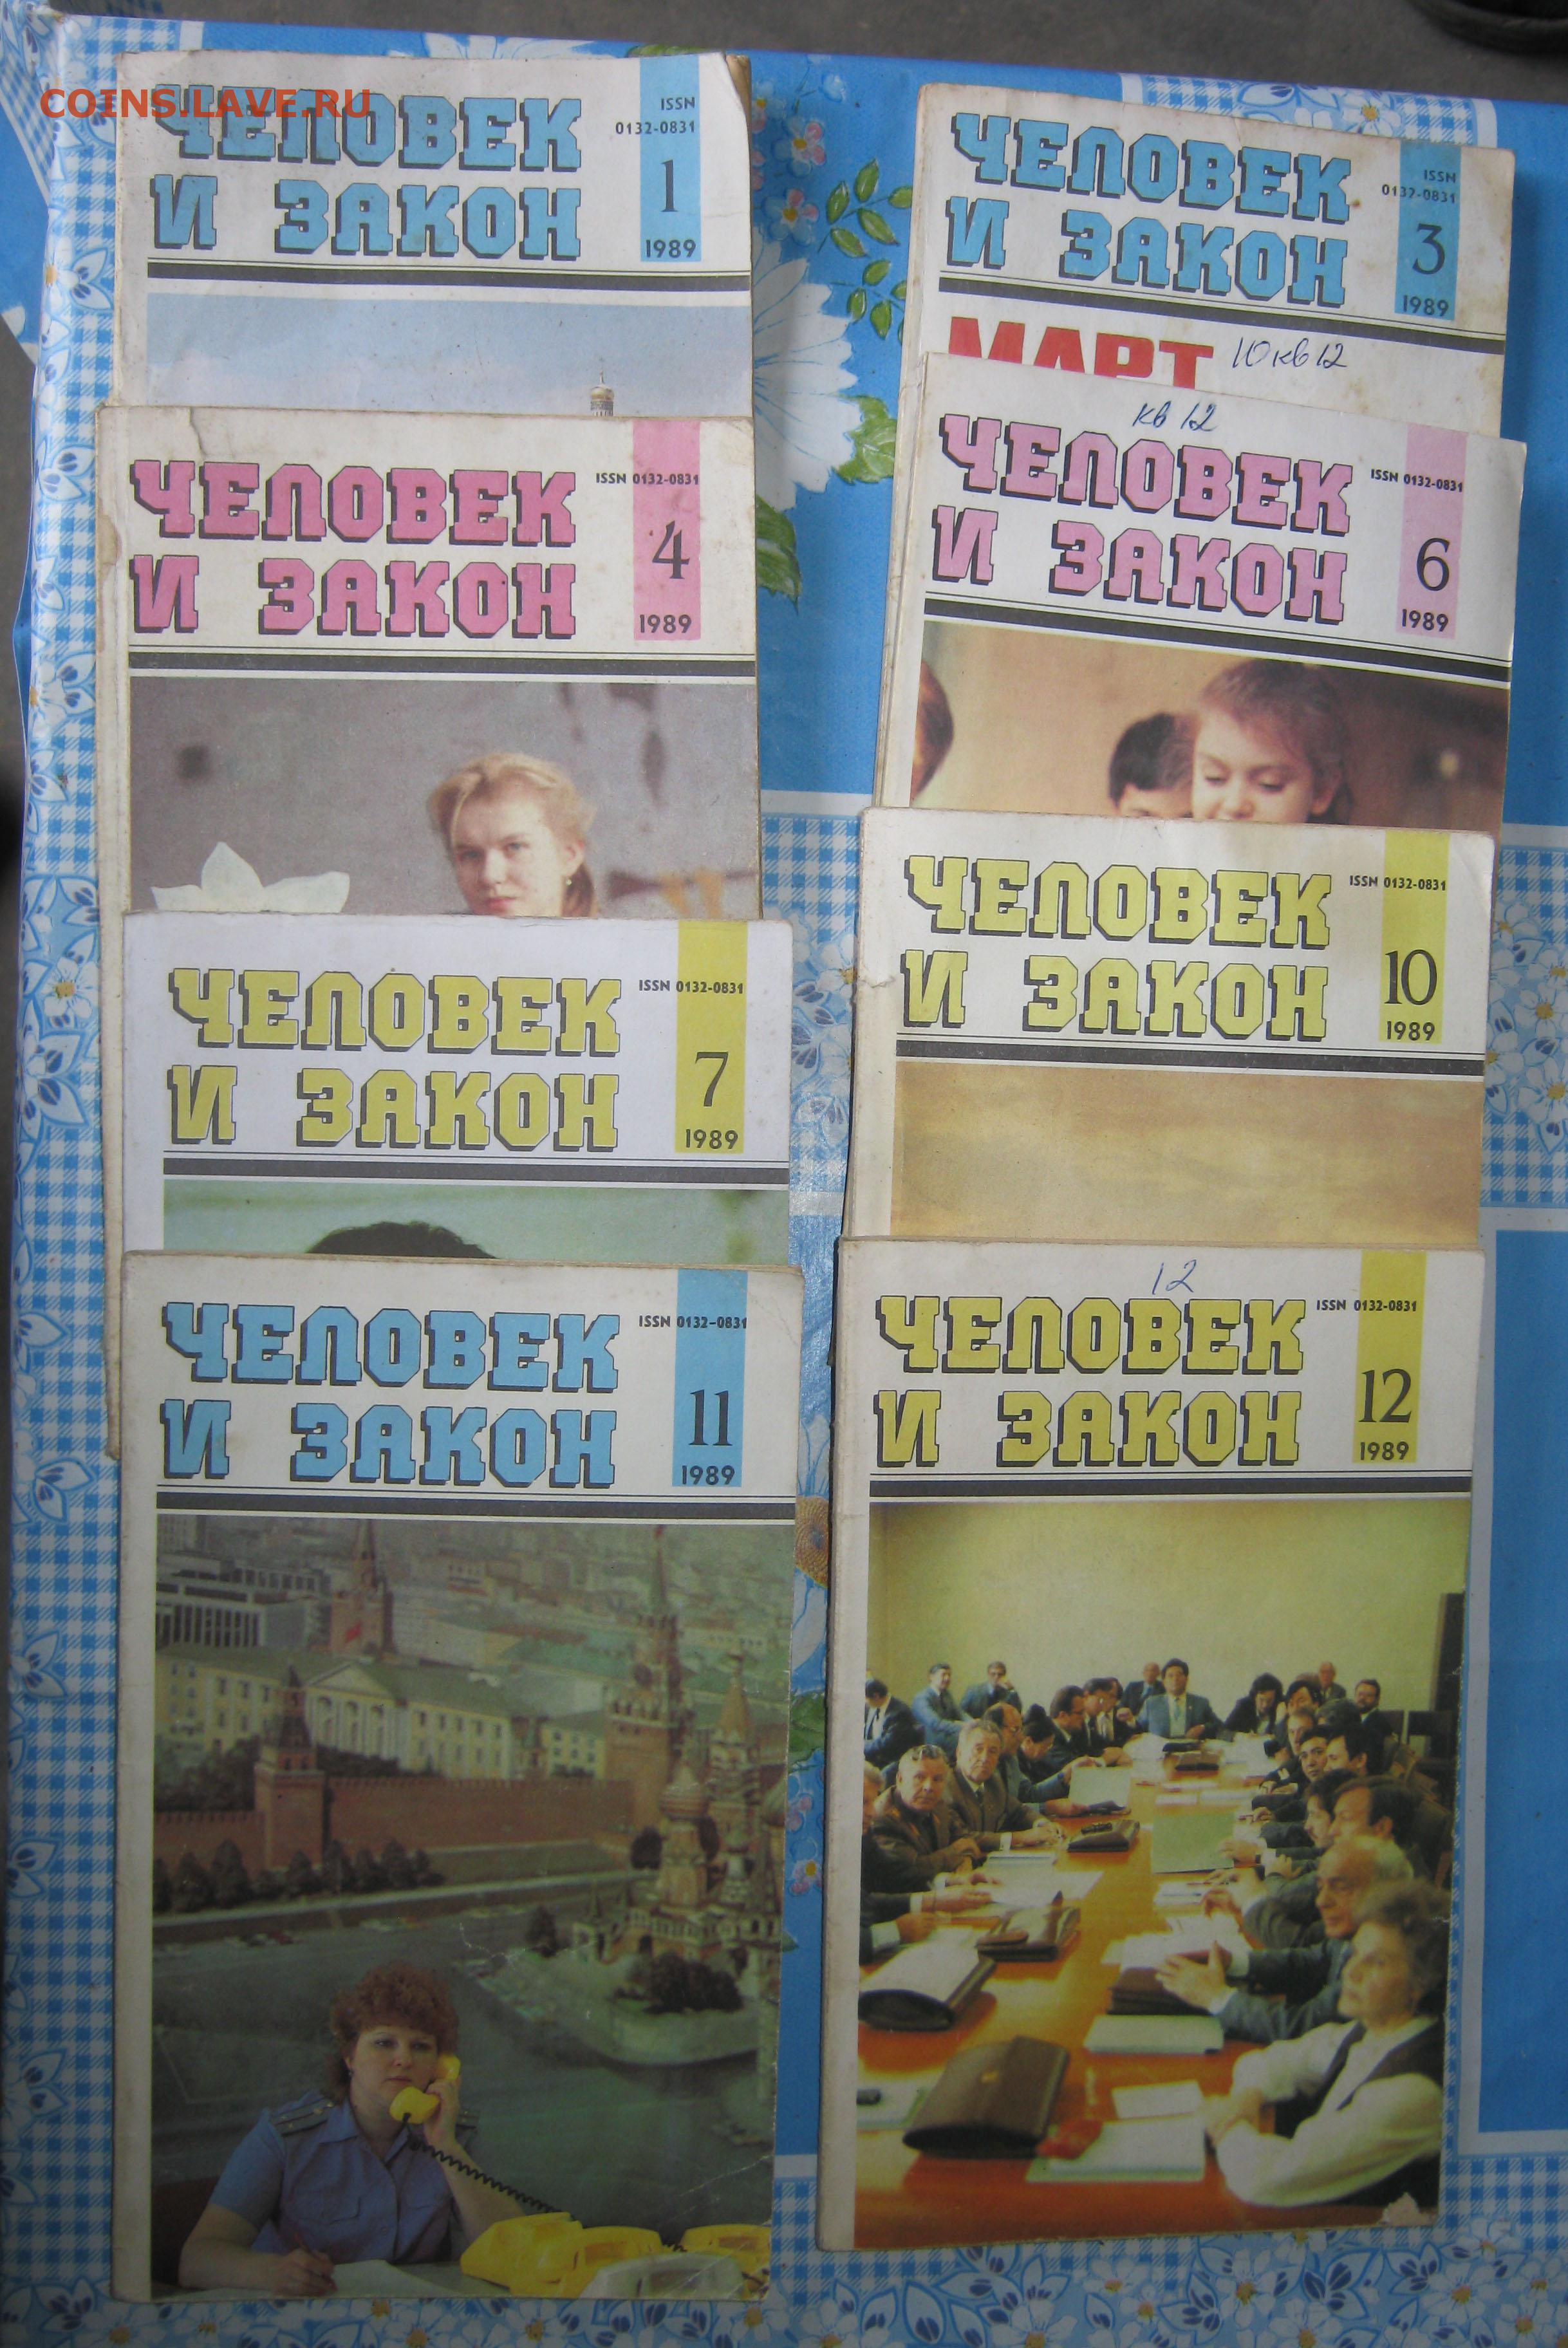 COINS.LAVE.RU
ЧЕЛОВЕК
И ЗАКОН
ISSN
0132-0831
1
1989
ЧЕЛОВЕК
И ЗАКОН
ISSN
0132-0831
3
1989
МАРТ
10 кв 12
ЧЕЛОВЕК
И ЗАКОН
ISSN 0132-0831
4
1989
кв 12
ЧЕЛОВЕК
И ЗАКОН
ISSN 0132-0831
6
1989
ЧЕЛОВЕК
И ЗАКОН
ISSN 0132-0831
7
1989
ЧЕЛОВЕК
И ЗАКОН
ISSN 0132-0831
10
1989
ЧЕЛОВЕК
И ЗАКОН
ISSN 0132-0831
11
1989
12
ЧЕЛОВЕК
И ЗАКОН
ISSN 0132-0831
12
1989